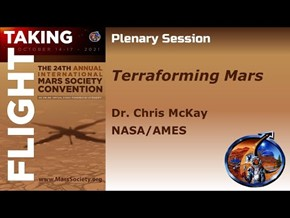 TAKING
FLIGHT
OCTOBER 14-17 • 2021
THE 24TH ANNUAL
INTERNATIONAL
MARS SOCIETY
CONVENTION
www.MarsSociety.org
Plenary Session
Terraforming Mars
Dr. Chris McKay
NASA/AMES